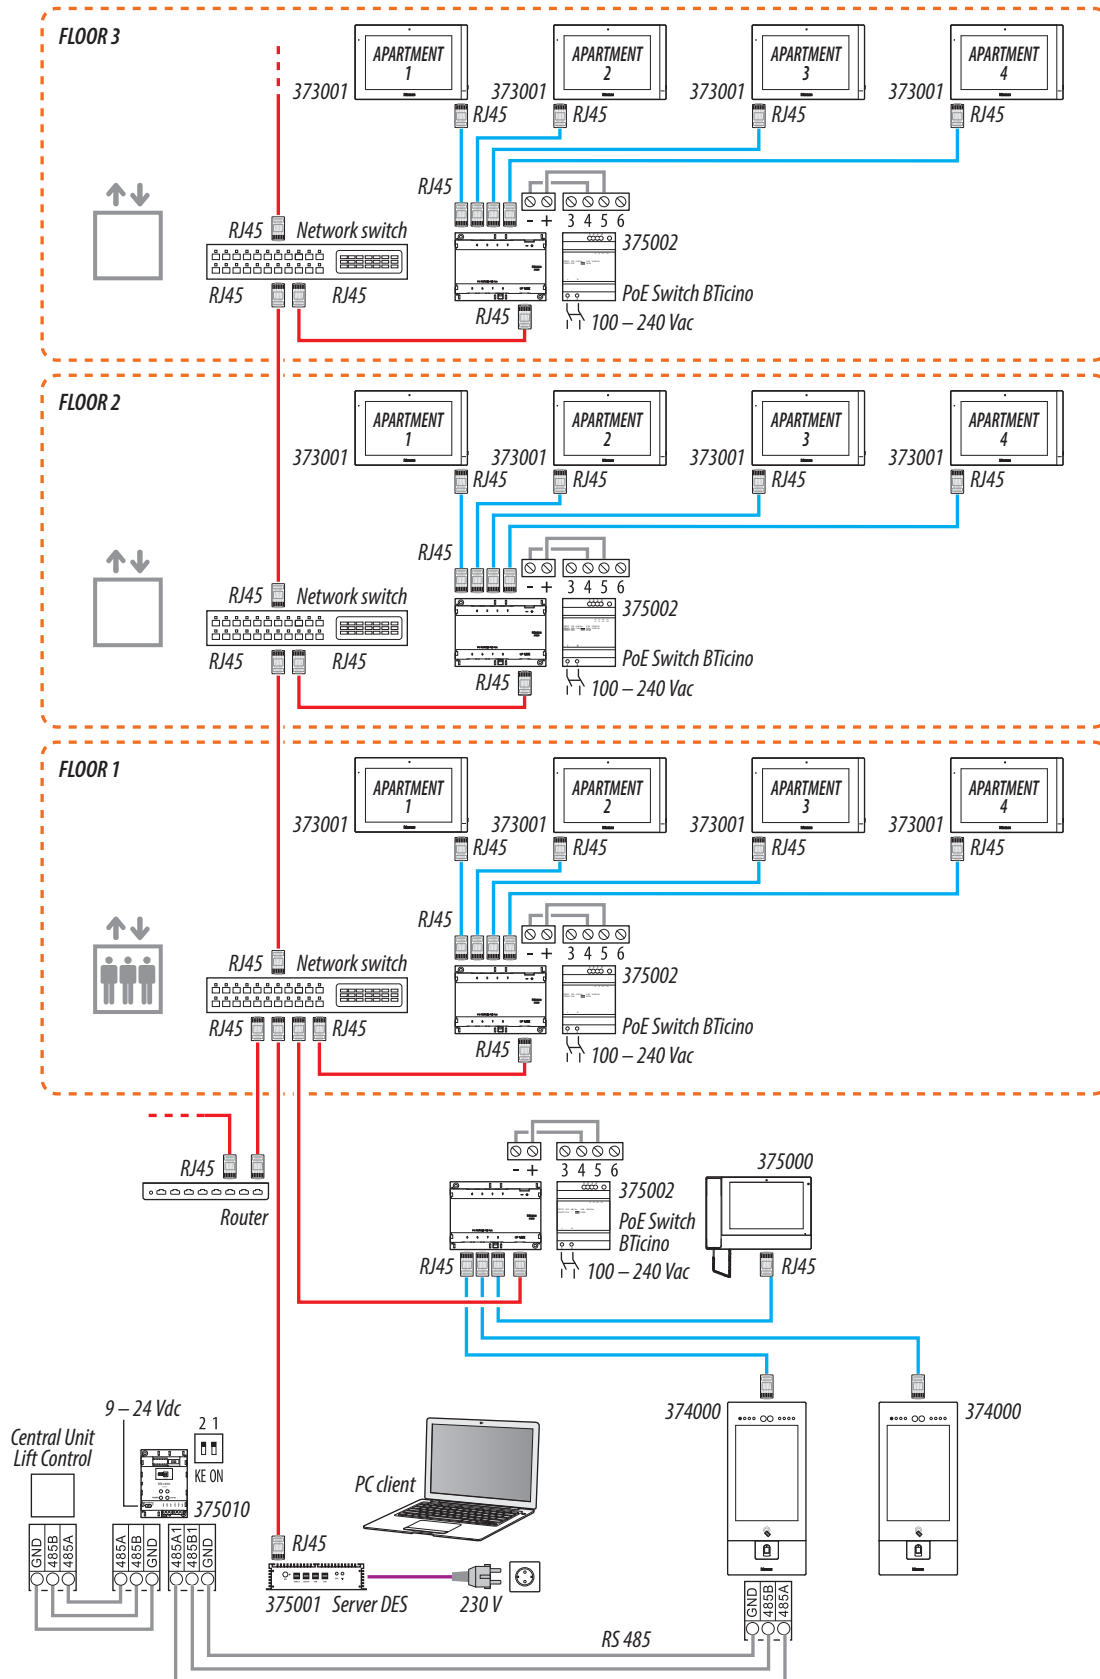 FLOOR 3
APARTMENT
1
APARTMENT
2
APARTMENT
3
APARTMENT
4
373001
373001
373001
373001
RJ45
RJ45
RJ45
RJ45
RJ45
- + 3 4 5 6
RJ45
Network switch
375002
RJ45
RJ45
PoE Switch BTicino
RJ45
100 – 240 Vac
FLOOR 2
APARTMENT
1
APARTMENT
2
APARTMENT
3
APARTMENT
4
373001
373001
373001
373001
RJ45
RJ45
RJ45
RJ45
RJ45
- + 3 4 5 6
RJ45
Network switch
375002
RJ45
RJ45
PoE Switch BTicino
RJ45
100 – 240 Vac
FLOOR 1
APARTMENT
1
APARTMENT
2
APARTMENT
3
APARTMENT
4
373001
373001
373001
373001
RJ45
RJ45
RJ45
RJ45
RJ45
- + 3 4 5 6
RJ45
Network switch
375002
RJ45
RJ45
PoE Switch BTicino
RJ45
100 – 240 Vac
- + 3 4 5 6
RJ45
Router
375002
PoE Switch
BTicino
375000
RJ45
100 – 240 Vac
RJ45
9 – 24 Vdc
2 1
KE ON
Central Unit
Lift Control
375010
PC client
374000
374000
GND
485B
485A
485A
485B
GND
485A1
485B1
GND
RJ45
375001 Server DES
230 V
GND
485B
485A
RS 485